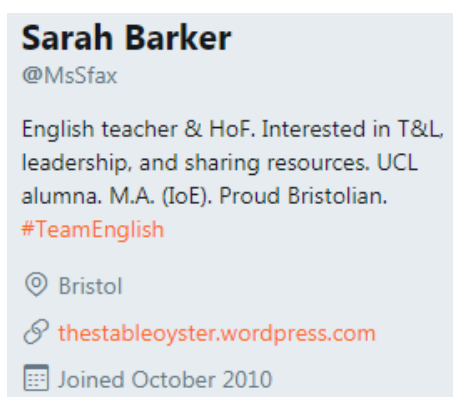 Sarah Barker
@MsSfax
English teacher & HoF. Interested in T&L,
leadership, and sharing resources. UCL
alumna. M.A. (IoE). Proud Bristolian.
#TeamEnglish
Bristol
thestableoyster.wordpress.com
Joined October 2010